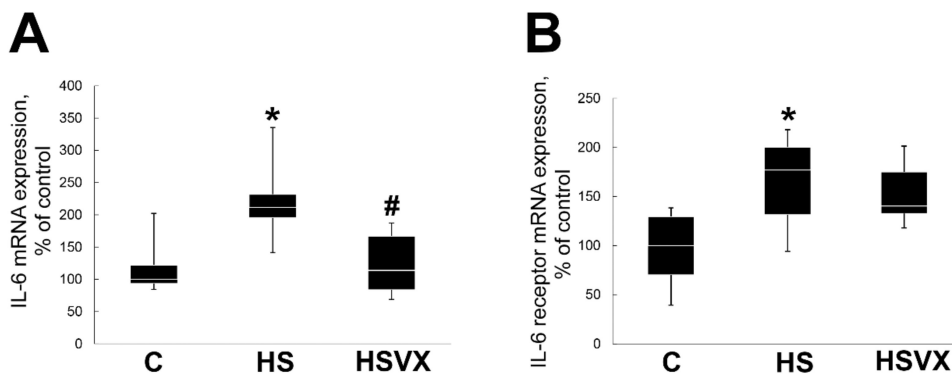 A
IL-6 mRNA expression,
% of control
400
350
300
250
200
150
100
50
0
*
#
C HS HSVX
B
IL-6 receptor mRNA expresson,
% of control
250
200
150
100
50
0
*
C HS HSVX